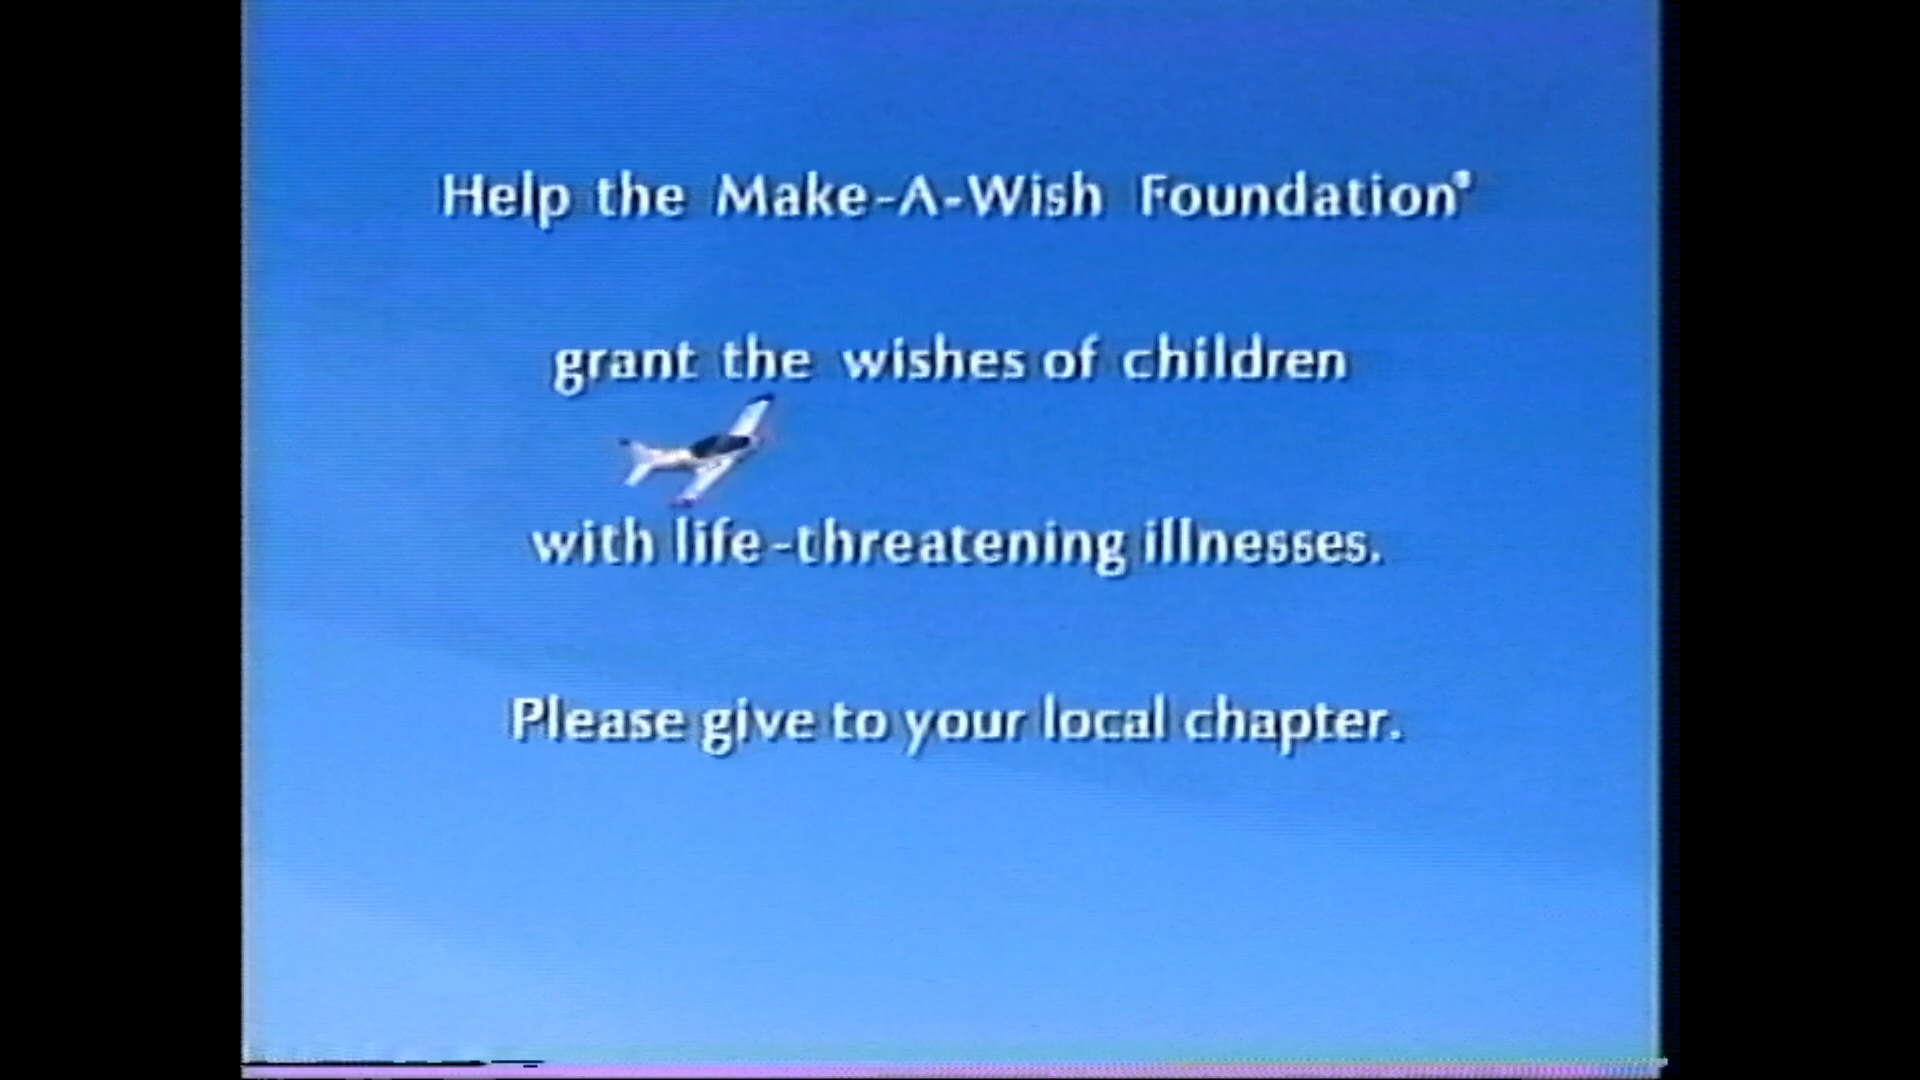 Help the Make-A-Wish Foundation®
grant the wishes of children
with life-threatening illnesses.
Please give to your local chapter.